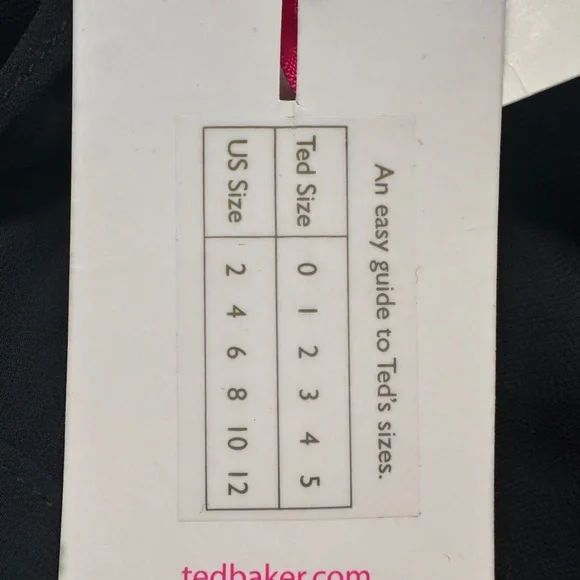 An easy guide to Ted's sizes.
Ted Size 0 1 2 3 4 5
US Size 2 4 6 8 10 12
tedbaker.com